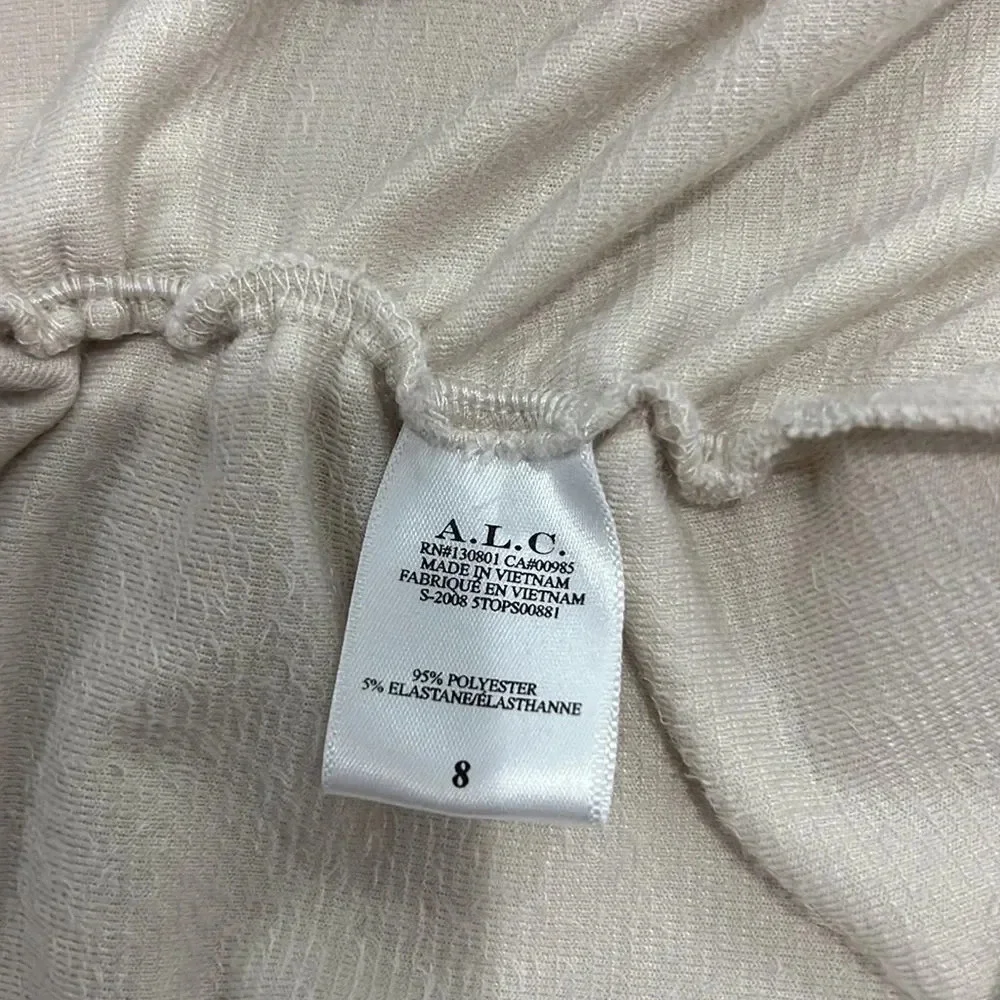 A.L.C.
RN#130801 CA#00985
MADE IN VIETNAM
FABRIQUÉ EN VIETNAM
S-2008 5TOPS00881
95% POLYESTER
5% ELASTANE/ÉLASTHANNE
8